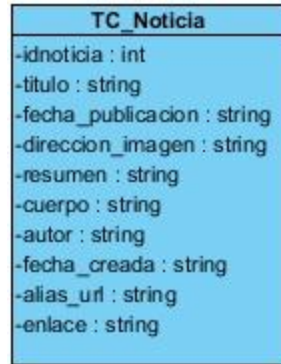 TC_Noticia
-idnoticia : int
-titulo : string
-fecha_publicacion : string
-direccion_imagen : string
-resumen : string
-cuerpo : string
-autor : string
-fecha_creada : string
-alias_url : string
-enlace : string